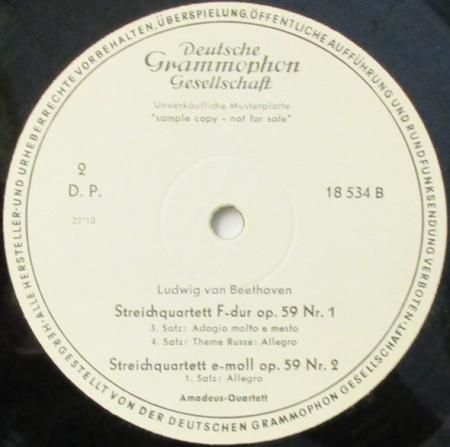 ALLE HERSTELLER- UND URHEBERRECHTE VORBEHALTEN, ÜBERSPIELUNG, ÖFFENTLICHE AUFFÜHRUNG UND RUNDFUNKSENDUNG VERBOTEN.
Deutsche
Grammophon
Gesellschaft
Unverkäufliche Musterplatte
"sample copy - not for sale"
2
D. P.
18 534 B
27'10
Ludwig van Beethoven
Streichquartett F-dur op. 59 Nr. 1
3. Satz: Adagio molto e mesto
4. Satz: Theme Russe: Allegro
Streichquartett e-moll op. 59 Nr. 2
1. Satz: Allegro
Amadeus-Quartett
HERGESTELLT VON DER DEUTSCHEN GRAMMOPHON GESELLSCHAFT